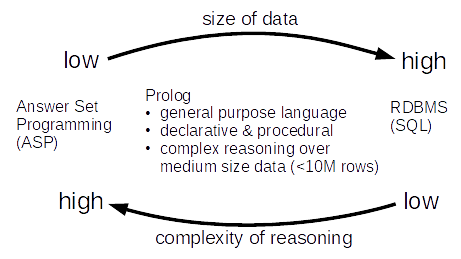 size of data
low
high
Answer Set
Programming
(ASP)
Prolog
• general purpose language
• declarative & procedural
• complex reasoning over
medium size data (<10M rows)
RDBMS
(SQL)
high
low
complexity of reasoning